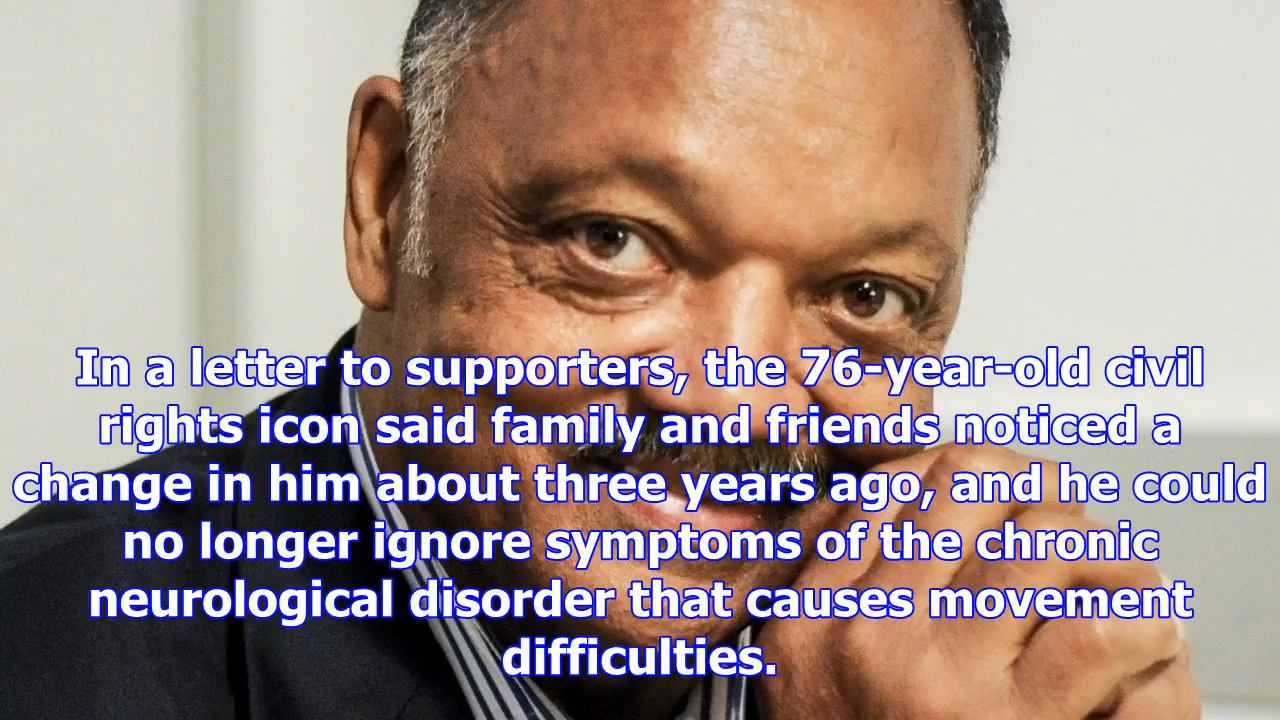 In a letter to supporters, the 76-year-old civil
rights icon said family and friends noticed a
change in him about three years ago, and he could
no longer ignore symptoms of the chronic
neurological disorder that causes movement
difficulties.